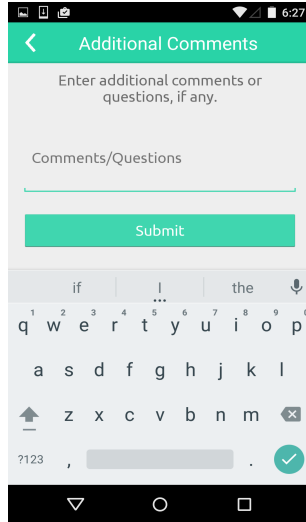 6:27
Additional Comments
Enter additional comments or
questions, if any.
Comments/Questions
Submit
if I the
1 2 3 4 5 6 7 8 9 0
q w e r t y u i o p
a s d f g h j k l
z x c v b n m
?123 , .